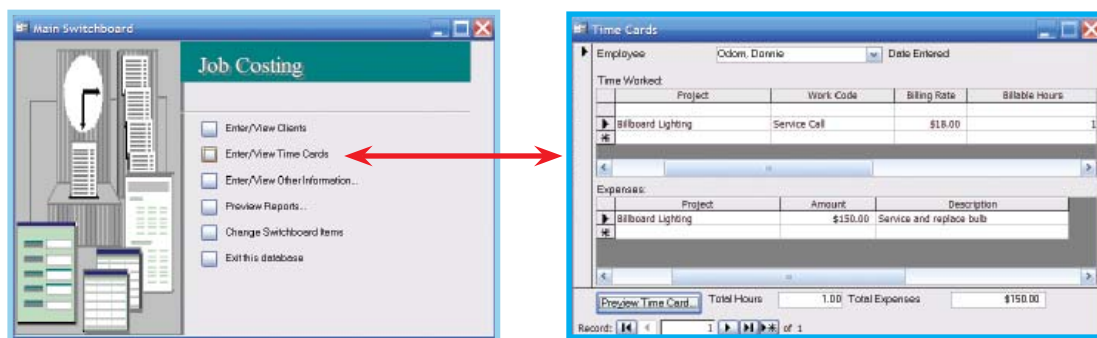 Main Switchboard
Job Costing
Enter/View Clients
Enter/View Time Cards
Enter/View Other Information...
Preview Reports...
Change Switchboard Items
Exit this database
Time Cards
Employee Odom, Donnie Date Entered
Time Worked:
Project Work Code Billing Rate Billable Hours
Billboard Lighting Service Call $18.00 1
Expenses:
Project Amount Description
Billboard Lighting $150.00 Service and replace bulb
Preview Time Card... Total Hours 1.00 Total Expenses $150.00
Record: 1 of 1